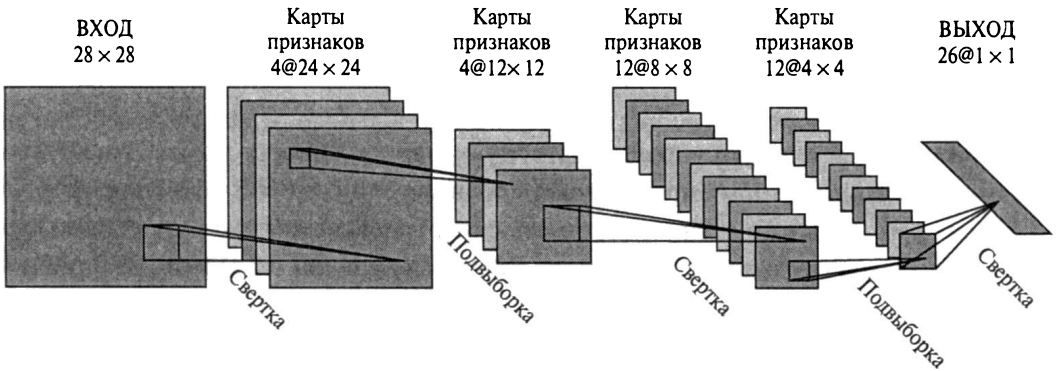 ВХОД
28 × 28
Карты
признаков
4@24 × 24
Карты
признаков
4@12× 12
Карты
признаков
12@8 × 8
Карты
признаков
12@4 × 4
ВЫХОД
26@1 × 1
Свертка
Подвыборка
Свертка
Подвыборка
Свертка